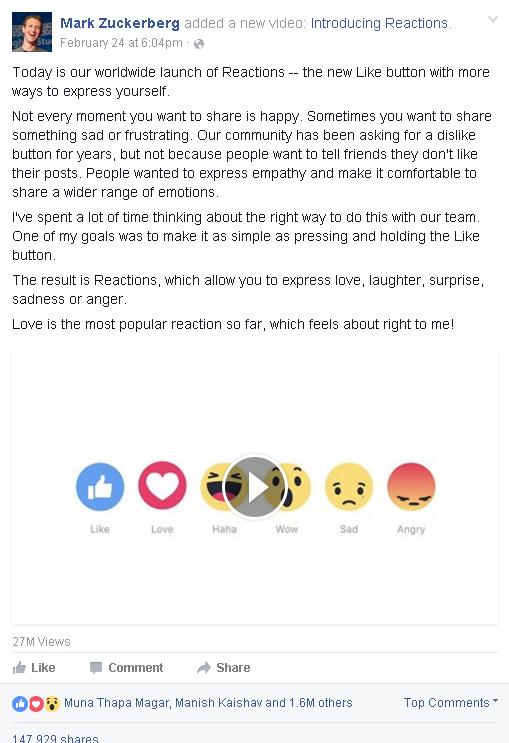 Mark Zuckerberg added a new video: Introducing Reactions.
February 24 at 6:04pm ·
Today is our worldwide launch of Reactions -- the new Like button with more
ways to express yourself.
Not every moment you want to share is happy. Sometimes you want to share
something sad or frustrating. Our community has been asking for a dislike
button for years, but not because people want to tell friends they don't like
their posts. People wanted to express empathy and make it comfortable to
share a wider range of emotions.
I've spent a lot of time thinking about the right way to do this with our team.
One of my goals was to make it as simple as pressing and holding the Like
button.
The result is Reactions, which allow you to express love, laughter, surprise,
sadness or anger.
Love is the most popular reaction so far, which feels about right to me!
Like Love Haha Wow Sad Angry
27M Views
Like Comment Share
Muna Thapa Magar, Manish Kaishav and 1.6M others Top Comments
147,929 shares